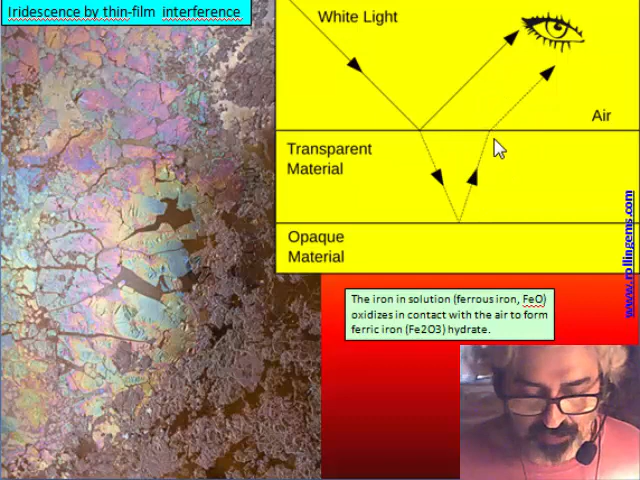 Iridescence by thin-film interference
White Light
Air
Transparent
Material
Opaque
Material
www.rollingems.com
The iron in solution (ferrous iron, FeO)
oxidizes in contact with the air to form
ferric iron (Fe2O3) hydrate.